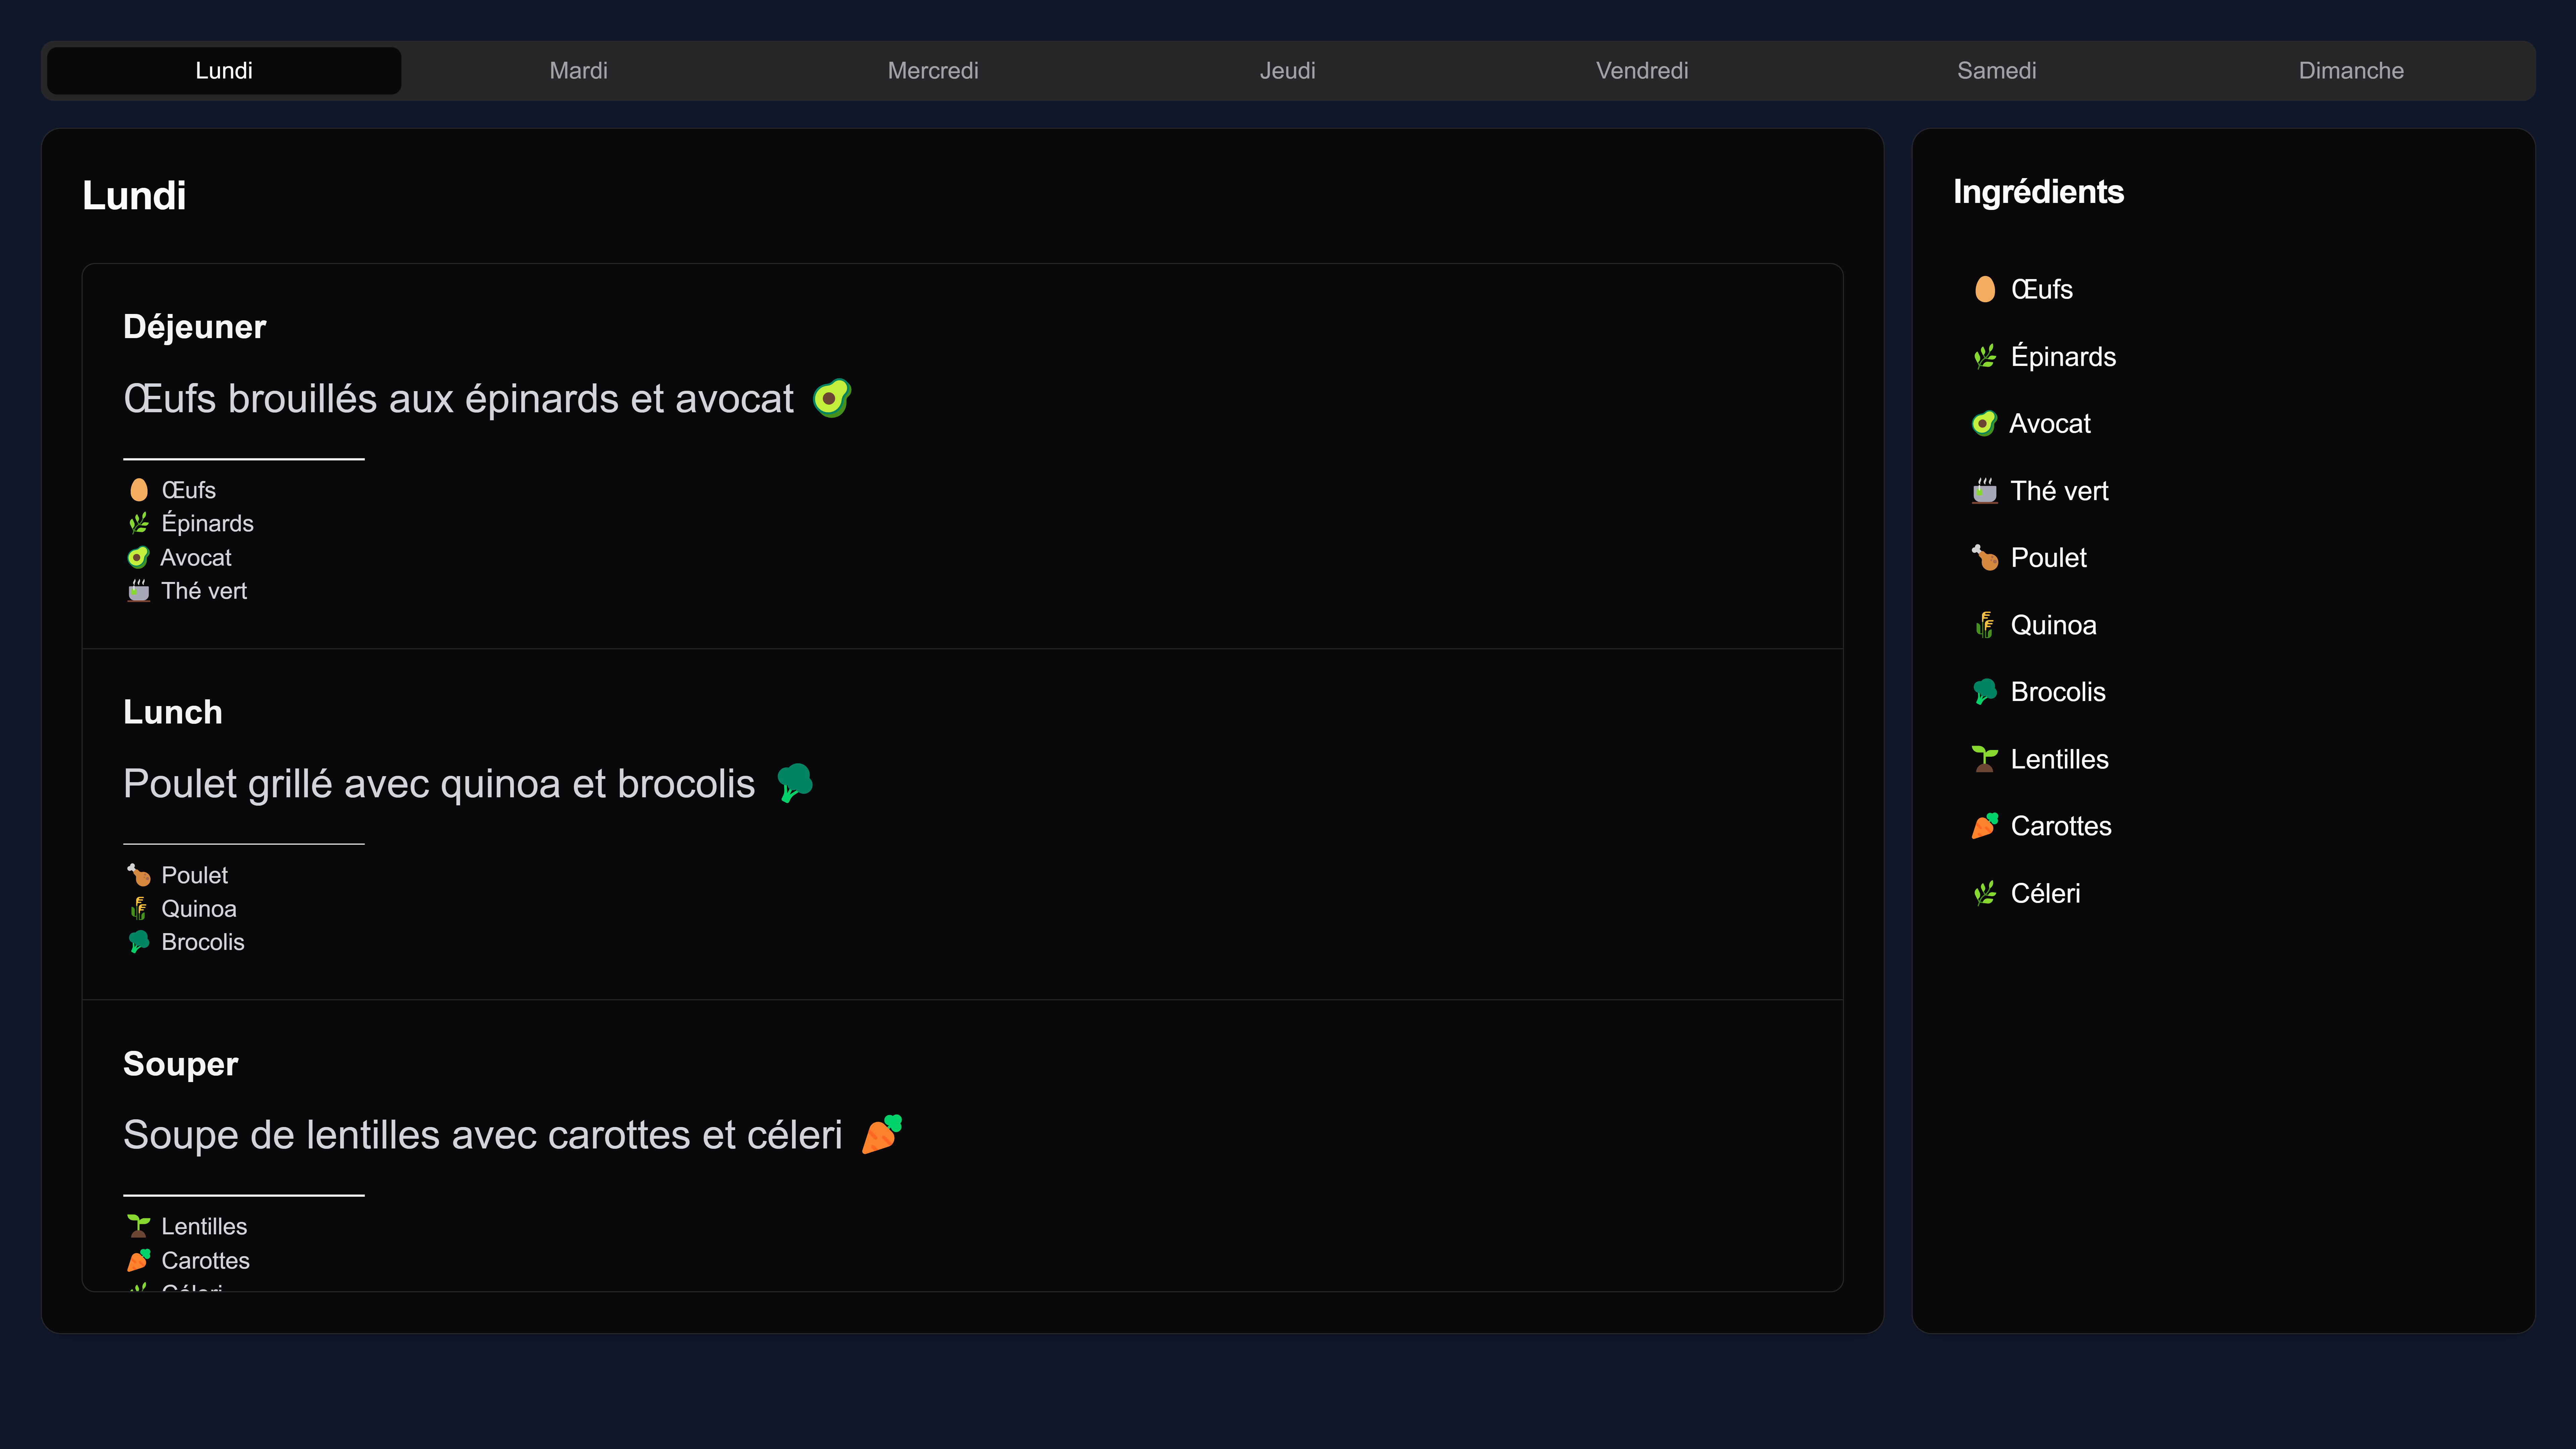 Lundi
Mardi
Mercredi
Jeudi
Vendredi
Samedi
Dimanche
Lundi
Déjeuner
Œufs brouillés aux épinards et avocat
Œufs
Épinards
Avocat
Thé vert
Lunch
Poulet grillé avec quinoa et brocolis
Poulet
Quinoa
Brocolis
Souper
Soupe de lentilles avec carottes et céleri
Lentilles
Carottes
Céleri
Ingrédients
Œufs
Épinards
Avocat
Thé vert
Poulet
Quinoa
Brocolis
Lentilles
Carottes
Céleri